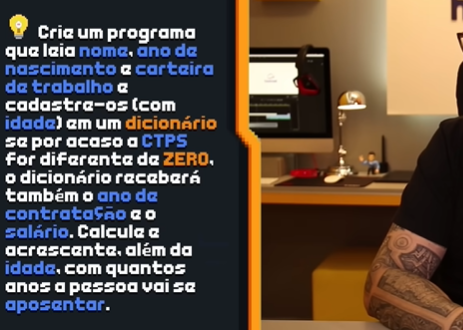 Crie um programa
que leia nome, ano de
nascimento e carteira
de trabalho e
cadastre-os (com
idade) em um dicionário
se por acaso a CTPS
for diferente de ZERO,
o dicionário receberá
também o ano de
contratação e o
salário. Calcule e
acrescente, além da
idade, com quantos
anos a pessoa vai se
aposentar.